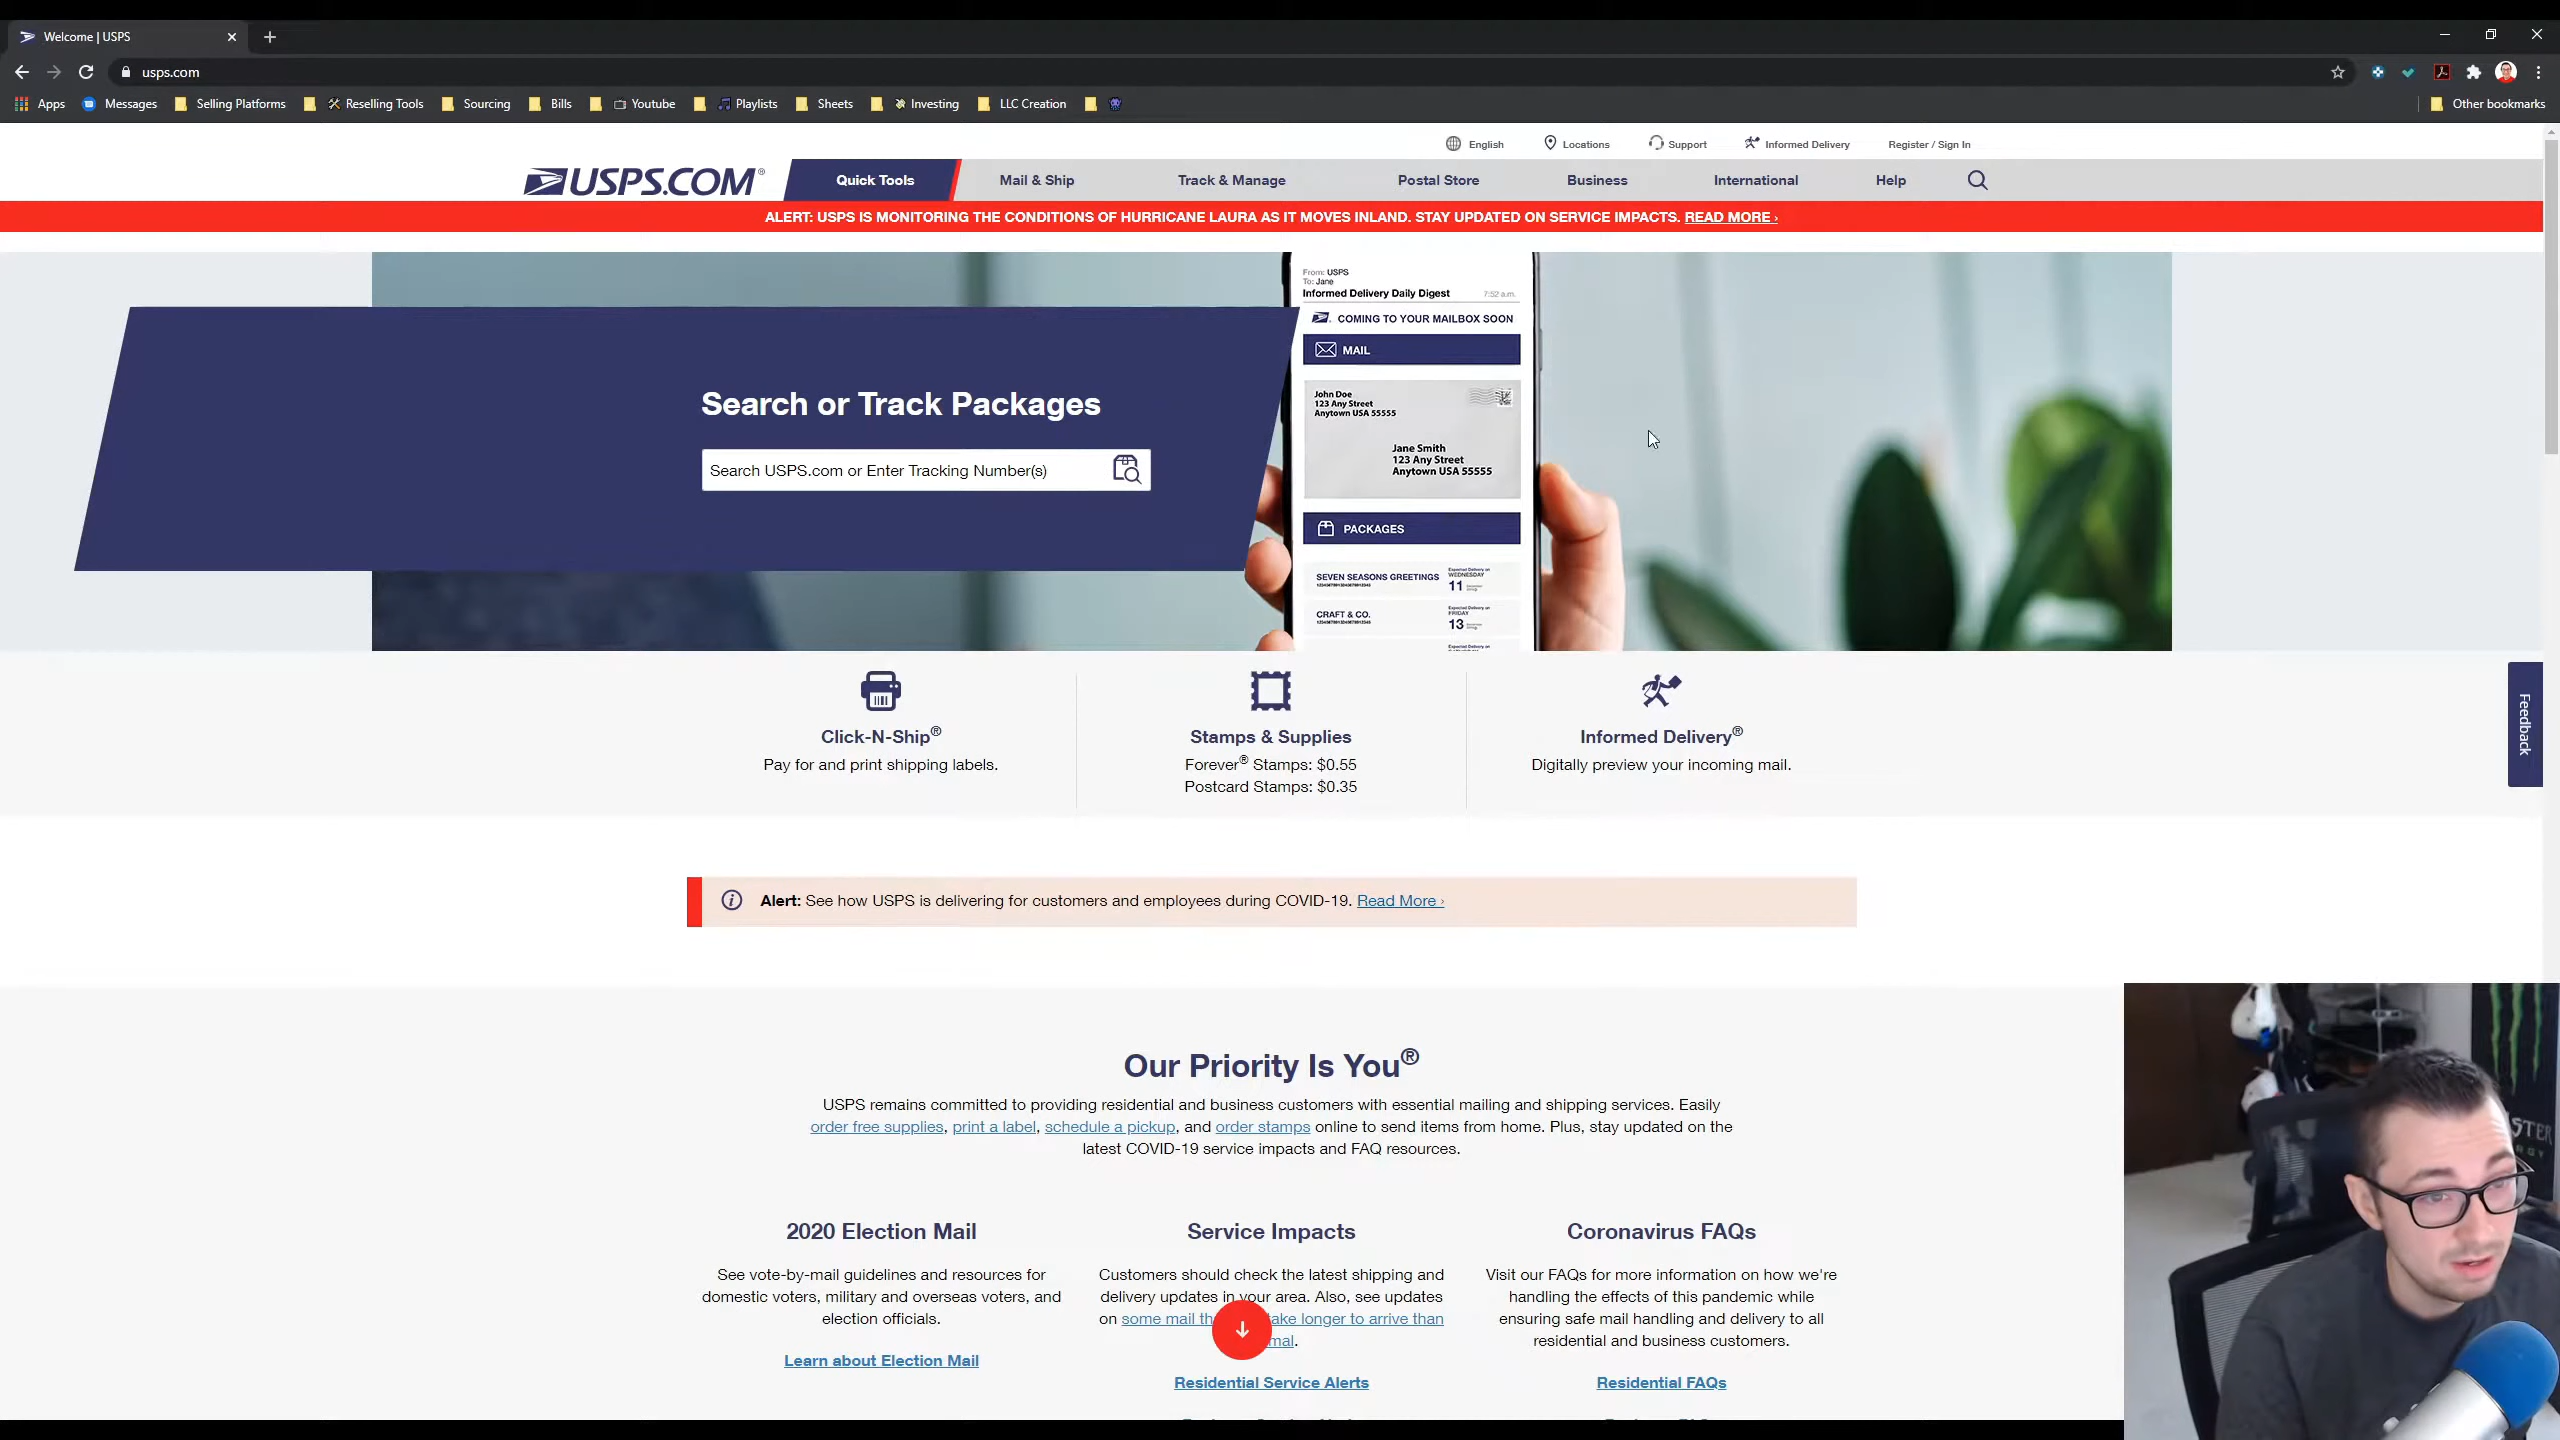 Welcome | USPS
usps.com
Apps Messages Selling Platforms Reselling Tools Sourcing Bills Youtube Playlists Sheets Investing LLC Creation Other bookmarks
English Locations Support Informed Delivery Register / Sign In
USPS.COM® Quick Tools Mail & Ship Track & Manage Postal Store Business International Help
ALERT: USPS IS MONITORING THE CONDITIONS OF HURRICANE LAURA AS IT MOVES INLAND. STAY UPDATED ON SERVICE IMPACTS. READ MORE ›
From: USPS
To: Jane
Informed Delivery Daily Digest 7:52 a.m.
COMING TO YOUR MAILBOX SOON
MAIL
John Doe
123 Any Street
Anytown USA 55555
Jane Smith
123 Any Street
Anytown USA 55555
PACKAGES
SEVEN SEASONS GREETINGS
Expected Delivery on
WEDNESDAY
11
CRAFT & CO.
Expected Delivery on
FRIDAY
13
Search or Track Packages
Search USPS.com or Enter Tracking Number(s)
Click-N-Ship®
Pay for and print shipping labels.
Stamps & Supplies
Forever® Stamps: $0.55
Postcard Stamps: $0.35
Informed Delivery®
Digitally preview your incoming mail.
Feedback
Alert: See how USPS is delivering for customers and employees during COVID-19. Read More ›
Our Priority Is You®
USPS remains committed to providing residential and business customers with essential mailing and shipping services. Easily
order free supplies, print a label, schedule a pickup, and order stamps online to send items from home. Plus, stay updated on the
latest COVID-19 service impacts and FAQ resources.
2020 Election Mail
See vote-by-mail guidelines and resources for
domestic voters, military and overseas voters, and
election officials.
Learn about Election Mail
Service Impacts
Customers should check the latest shipping and
delivery updates in your area. Also, see updates
on some mail take longer to arrive than
Residential Service Alerts
Coronavirus FAQs
Visit our FAQs for more information on how we're
handling the effects of this pandemic while
ensuring safe mail handling and delivery to all
residential and business customers.
Residential FAQs